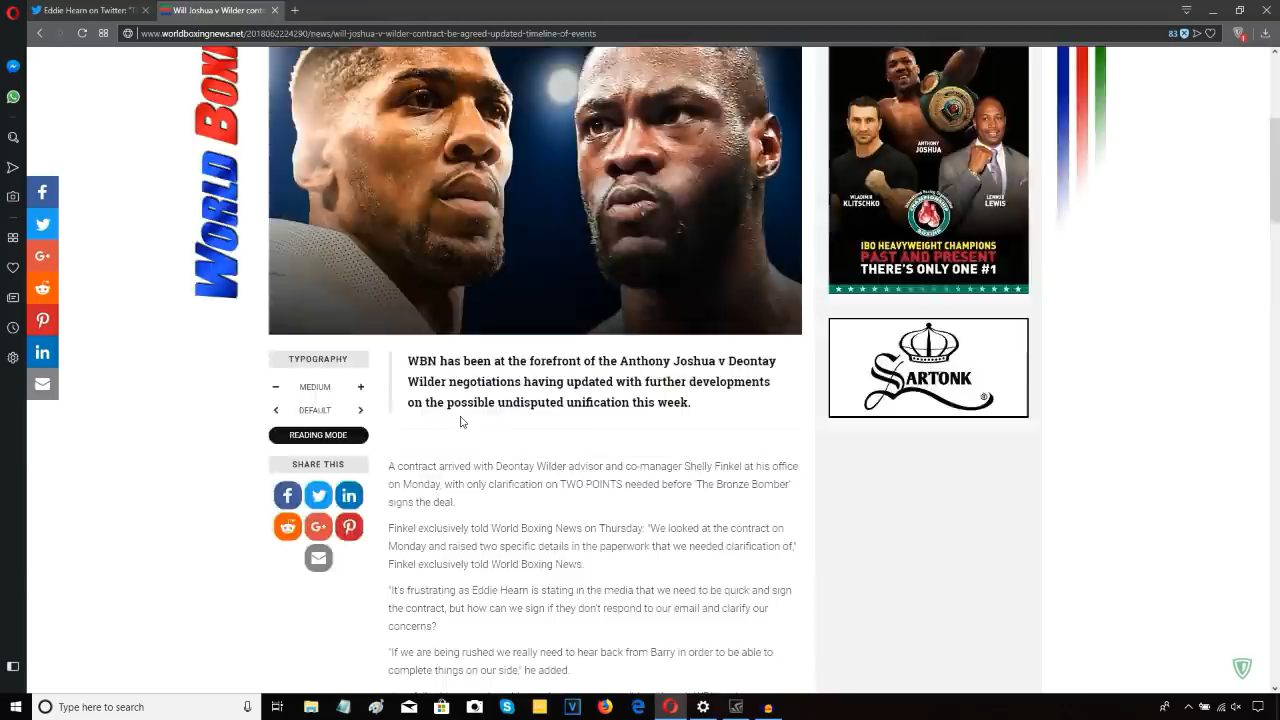 Eddie Hearn on Twitter: "T
Will Joshua v Wilder cont
www.worldboxingnews.net/2018062224290/news/will-joshua-v-wilder-contract-be-agreed-updated-timeline-of-events
83
WORLD BOXI
ANTHONY
JOSHUA
WLADIMIR
KLITSCHKO
LENNOX
LEWIS
IBO HEAVYWEIGHT CHAMPIONS
PAST AND PRESENT
THERE'S ONLY ONE #1
SARTONK
TYPOGRAPHY
MEDIUM
DEFAULT
READING MODE
SHARE THIS
WBN has been at the forefront of the Anthony Joshua v Deontay
Wilder negotiations having updated with further developments
on the possible undisputed unification this week.
A contract arrived with Deontay Wilder advisor and co-manager Shelly Finkel at his office
on Monday, with only clarification on TWO POINTS needed before 'The Bronze Bomber'
signs the deal.
Finkel exclusively told World Boxing News on Thursday: "We looked at the contract on
Monday and raised two specific details in the paperwork that we needed clarification of,"
Finkel exclusively told World Boxing News.
"It's frustrating as Eddie Hearn is stating in the media that we need to be quick and sign
the contract, but how can we sign if they don't respond to our email and clarify our
concerns?
"If we are being rushed we really need to hear back from Barry in order to be able to
complete things on our side," he added.
Type here to search